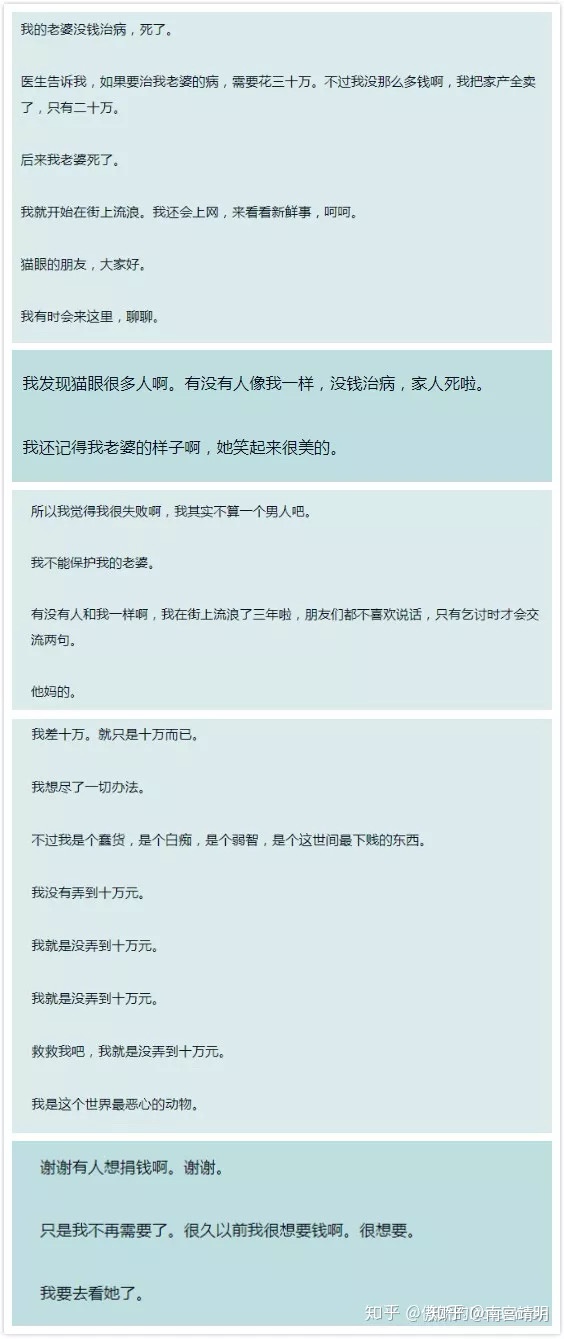 我的老婆没钱治病，死了。
医生告诉我，如果要治我老婆的病，需要花三十万。不过我没那么多钱啊，我把家产全卖
了，只有二十万。
后来我老婆死了。
我就开始在街上流浪。我还会上网，来看看新鲜事，呵呵。
猫眼的朋友，大家好。
我有时会来这里，聊聊。
我发现猫眼很多人啊。有没有人像我一样，没钱治病，家人死啦。
我还记得我老婆的样子啊，她笑起来很美的。
所以我觉得我很失败啊，我其实不算一个男人吧。
我不能保护我的老婆。
有没有人和我一样啊，我在街上流浪了三年啦，朋友们都不喜欢说话，只有乞讨时才会交
流两句。
他妈的。
我差十万。就只是十万而已。
我想尽了一切办法。
不过我是个蠢货，是个白痴，是个弱智，是个这世间最下贱的东西。
我没有弄到十万元。
我就是没弄到十万元。
我就是没弄到十万元。
救救我吧，我就是没弄到十万元。
我是这个世界最恶心的动物。
谢谢有人想捐钱啊。谢谢。
只是我不再需要了。很久以前我很想要钱啊。很想要。
我要去看她了。
知乎 @南宫靖明